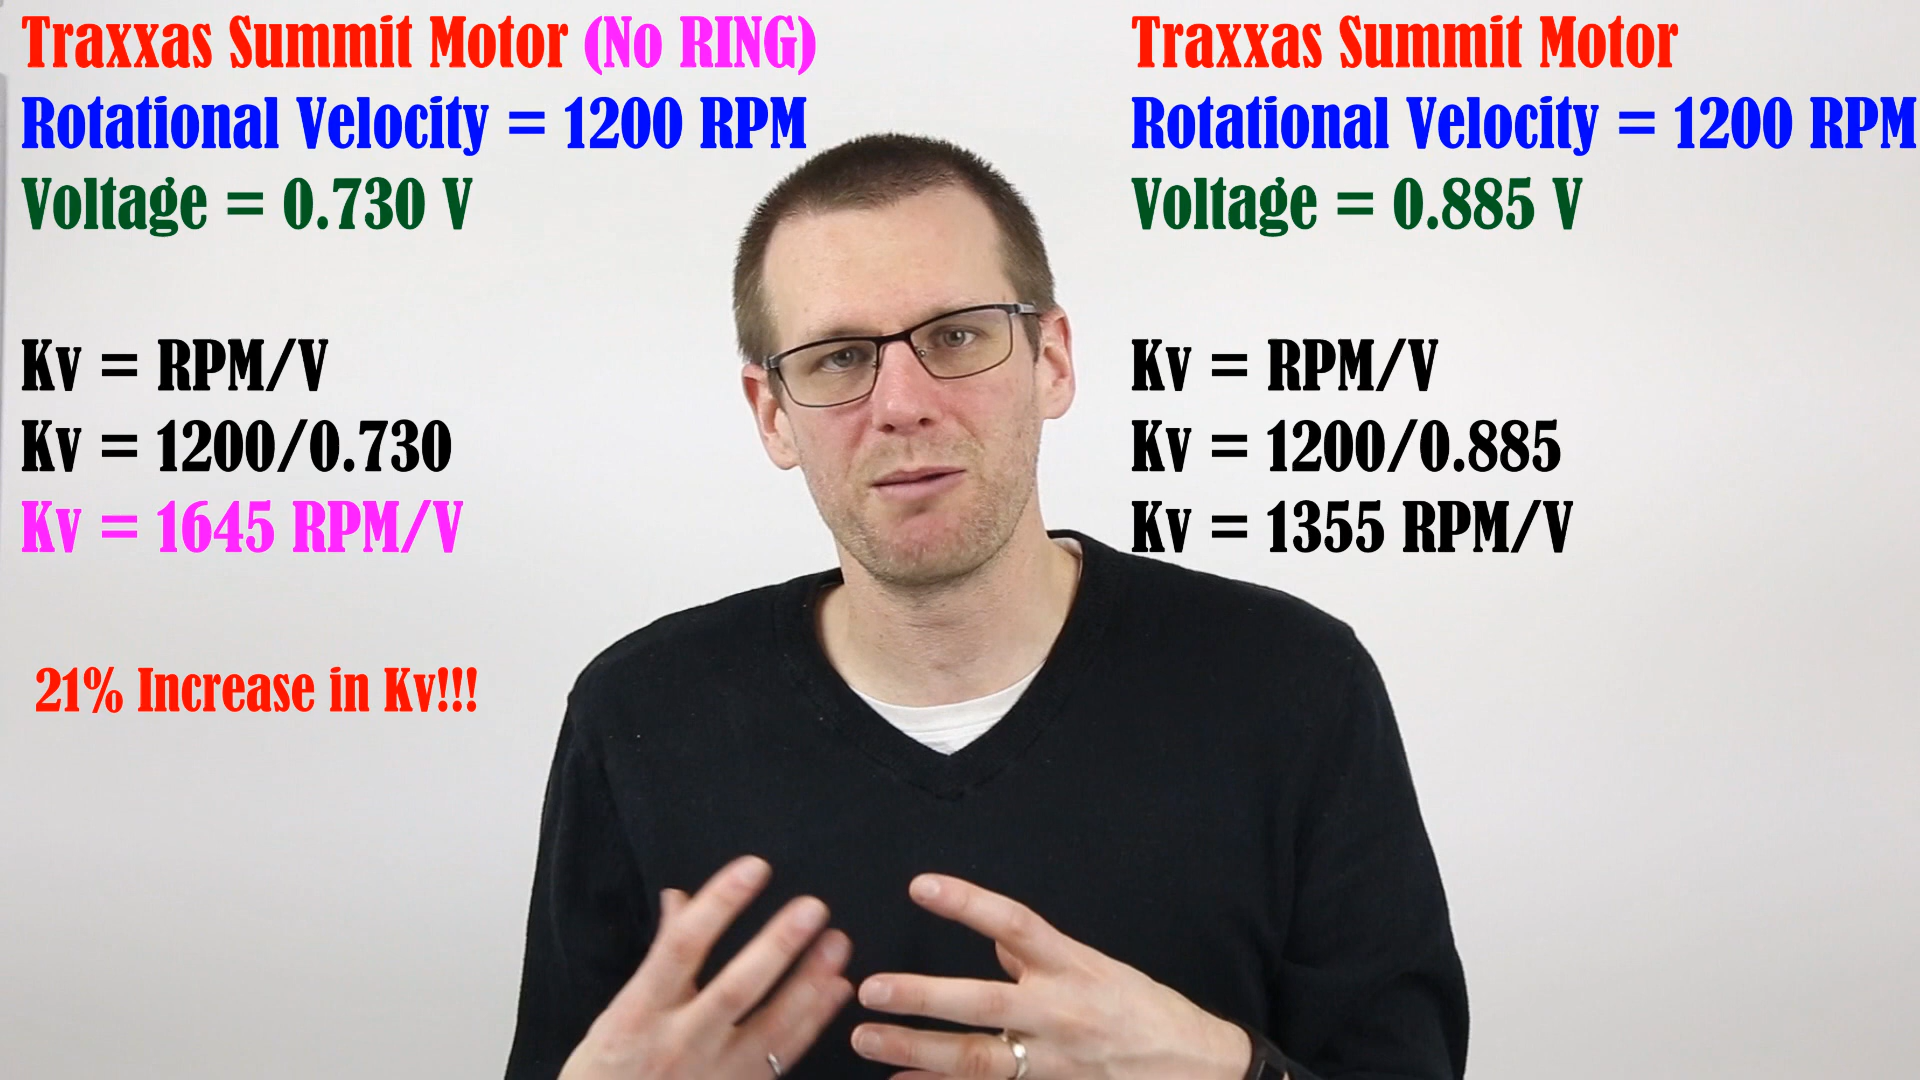 Traxxas Summit Motor (No RING)
Rotational Velocity = 1200 RPM
Voltage = 0.730 V
Kv = RPM/V
Kv = 1200/0.730
Kv = 1645 RPM/V
21% Increase in Kv!!!
Traxxas Summit Motor
Rotational Velocity = 1200 RPM
Voltage = 0.885 V
Kv = RPM/V
Kv = 1200/0.885
Kv = 1355 RPM/V